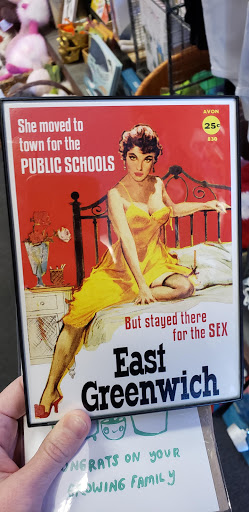 AVON
25¢
She moved to
town for the
PUBLIC SCHOOLS
But stayed there
for the SEX
East
Greenwich
CONGRATS ON YOUR
GROWING FAMILY